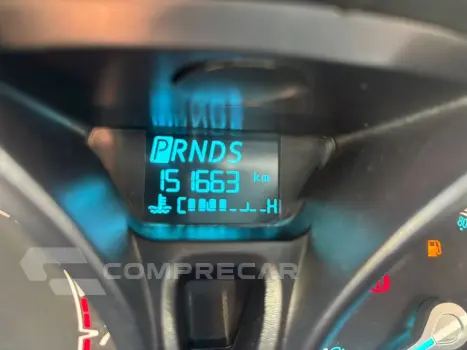 PRNDS
151663 km
C H
COMPRECAR